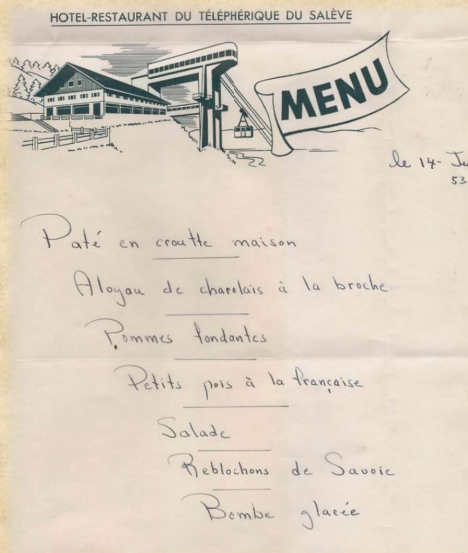 HOTEL-RESTAURANT DU TÉLÉPHÉRIQUE DU SALÈVE
MENU
le 14-
53
Paté en croutte maison
Aloyau de charolais à la broche
Pommes fondantes
Petits pois à la française
Salade
Reblochons de Savoie
Bombe glacée